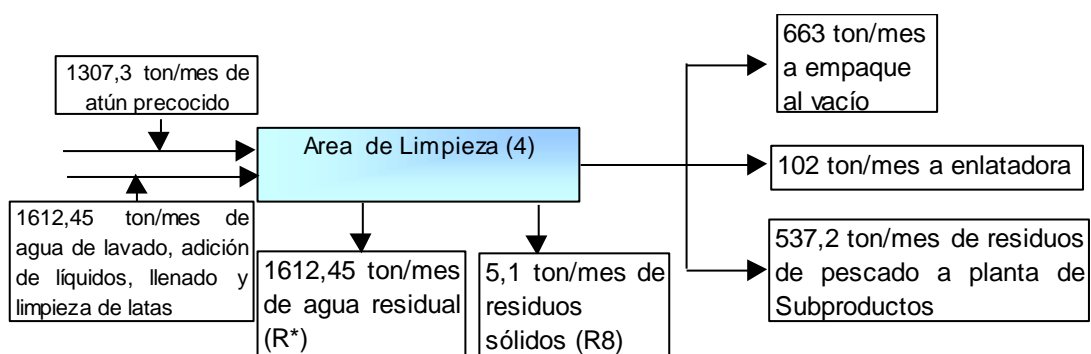 1307,3 ton/mes de
atún precocido
1612,45 ton/mes de
agua de lavado, adición
de líquidos, llenado y
limpieza de latas
Area de Limpieza (4)
1612,45 ton/mes
de agua residual
(R*)
5,1 ton/mes de
residuos
sólidos (R8)
663 ton/mes
a empaque
al vacío
102 ton/mes a enlatadora
537,2 ton/mes de residuos
de pescado a planta de
Subproductos